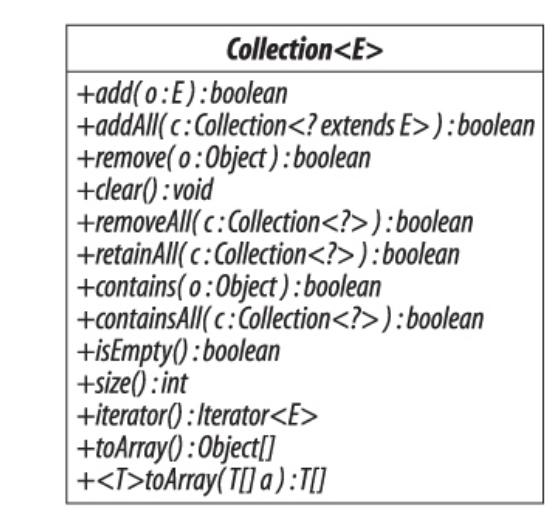 Collection<E>
+add( o : E ) : boolean
+addAll( c : Collection<? extends E> ) : boolean
+remove( o : Object ) : boolean
+clear() : void
+removeAll( c : Collection<?> ) : boolean
+retainAll( c : Collection<?> ) : boolean
+contains( o : Object ) : boolean
+containsAll( c : Collection<?> ) : boolean
+isEmpty() : boolean
+size() : int
+iterator() : Iterator<E>
+toArray() : Object[]
+<T>toArray( T[] a ) : T[]